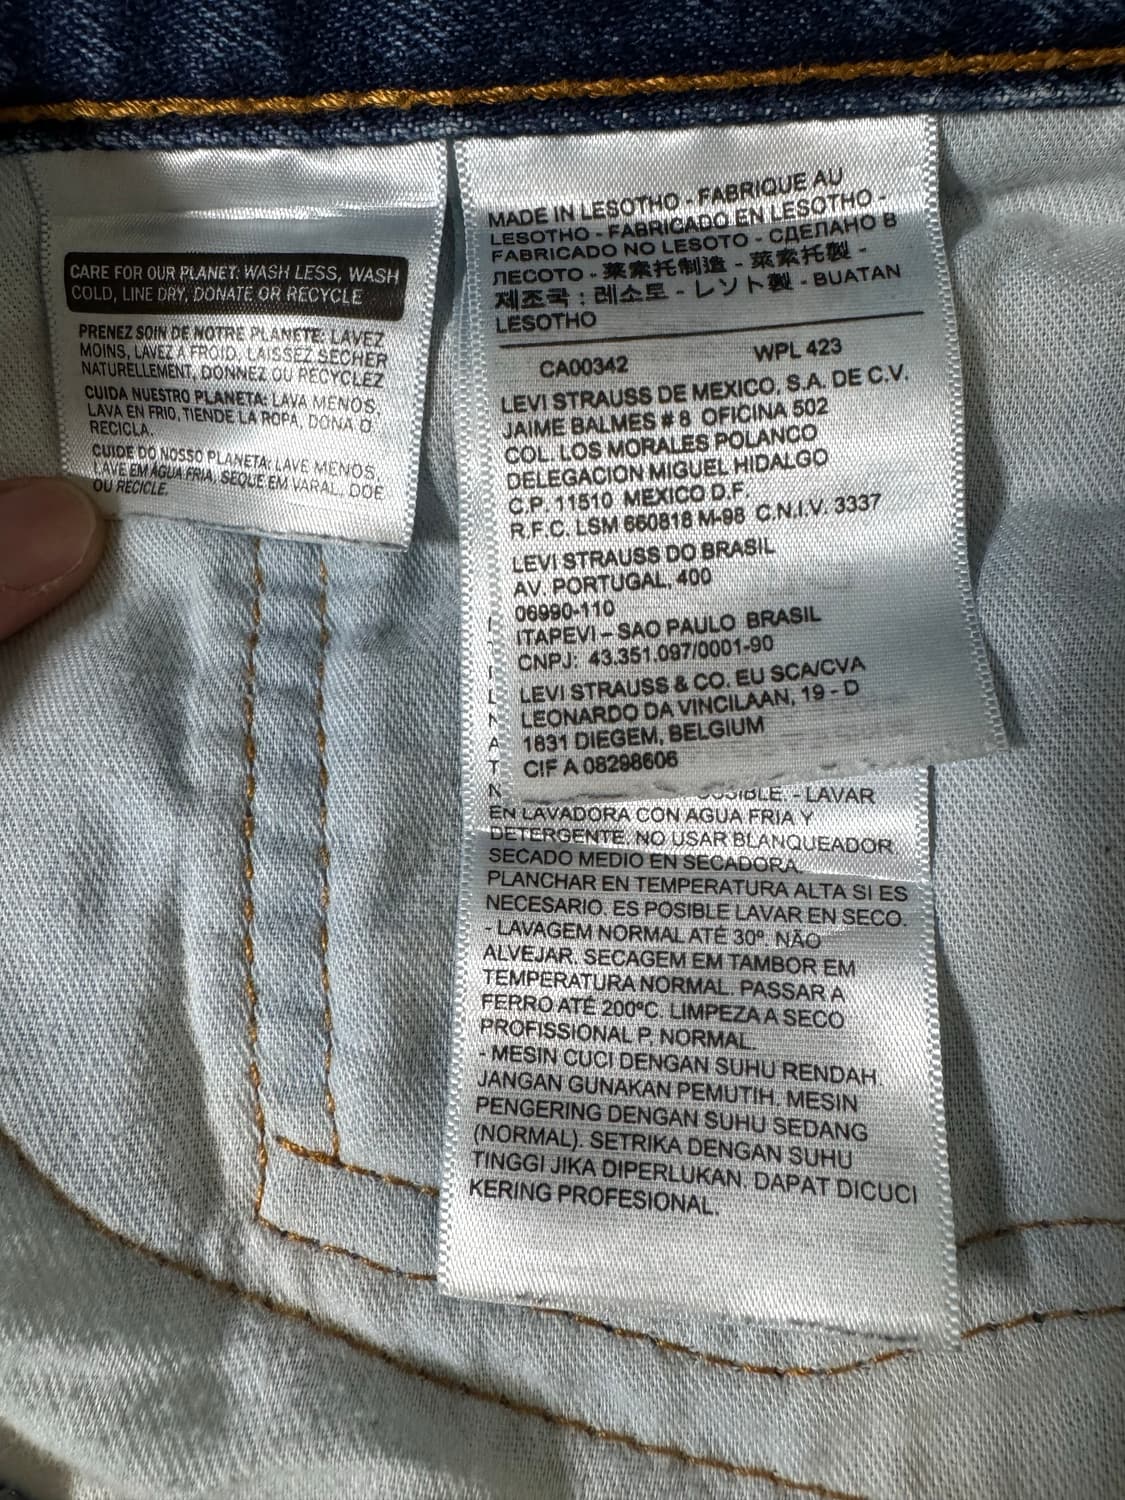 CARE FOR OUR PLANET: WASH LESS, WASH
COLD, LINE DRY, DONATE OR RECYCLE
PRENEZ SOIN DE NOTRE PLANÈTE: LAVEZ
MOINS, LAVEZ À FROID, LAISSEZ SÉCHER
NATURELLEMENT, DONNEZ OU RECYCLEZ
CUIDA NUESTRO PLANETA: LAVA MENOS,
LAVA EN FRIO, TIENDE LA ROPA, DONA O
RECICLA.
CUIDE DO NOSSO PLANETA: LAVE MENOS,
LAVE EM ÁGUA FRIA, SEQUE EM VARAL, DOE
OU RECICLE.
MADE IN LESOTHO - FABRIQUE AU
LESOTHO - FABRICADO EN LESOTHO -
FABRICADO NO LESOTO - СДЕЛАНО В
ЛЕСОТО - 莱索托制造 - 萊索托製 -
제조국 : 레소토 - レソト製 - BUATAN
LESOTHO
CA00342 WPL 423
LEVI STRAUSS DE MEXICO, S.A. DE C.V.
JAIME BALMES # 8 OFICINA 502
COL. LOS MORALES POLANCO
DELEGACION MIGUEL HIDALGO
C.P. 11510 MEXICO D.F.
R.F.C. LSM 660818 M-98 C.N.I.V. 3337
LEVI STRAUSS DO BRASIL
AV. PORTUGAL, 400
06990-110
ITAPEVI – SAO PAULO BRASIL
CNPJ: 43.351.097/0001-90
LEVI STRAUSS & CO. EU SCA/CVA
LEONARDO DA VINCILAAN, 19 - D
1831 DIEGEM, BELGIUM
CIF A 08298606
- LAVAR
EN LAVADORA CON AGUA FRIA Y
DETERGENTE. NO USAR BLANQUEADOR.
SECADO MEDIO EN SECADORA.
PLANCHAR EN TEMPERATURA ALTA SI ES
NECESARIO. ES POSIBLE LAVAR EN SECO.
- LAVAGEM NORMAL ATÉ 30º. NÃO
ALVEJAR. SECAGEM EM TAMBOR EM
TEMPERATURA NORMAL. PASSAR A
FERRO ATÉ 200ºC. LIMPEZA A SECO
PROFISSIONAL P, NORMAL.
- MESIN CUCI DENGAN SUHU RENDAH.
JANGAN GUNAKAN PEMUTIH. MESIN
PENGERING DENGAN SUHU SEDANG
(NORMAL). SETRIKA DENGAN SUHU
TINGGI JIKA DIPERLUKAN. DAPAT DICUCI
KERING PROFESIONAL.